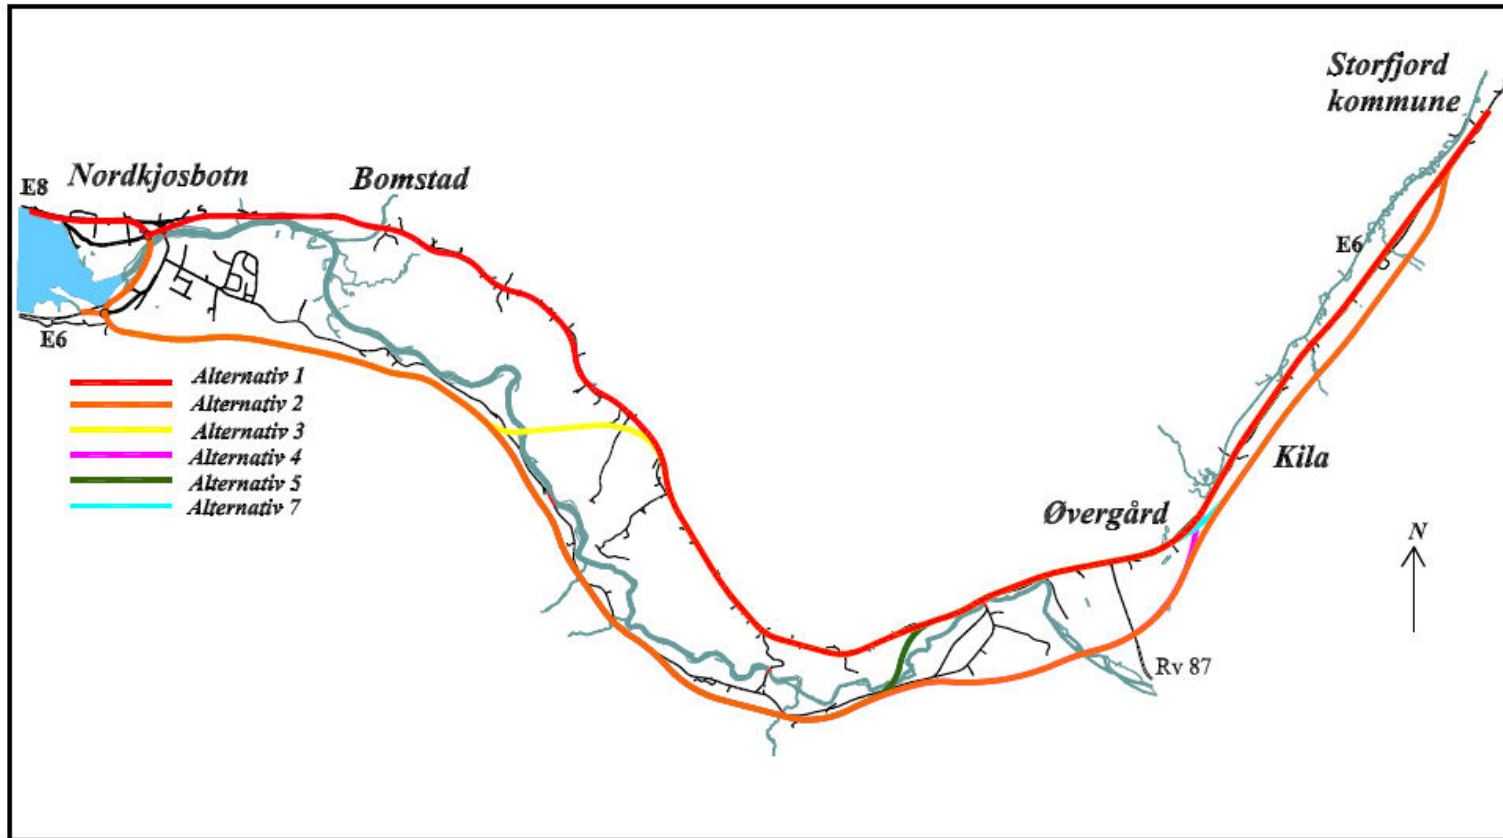 Storfjord
kommune
Nordkjosbotn
Bomstad
E8
E6
E6
Alternativ 1
Alternativ 2
Alternativ 3
Alternativ 4
Alternativ 5
Alternativ 7
Kila
Øvergård
N
Rv 87